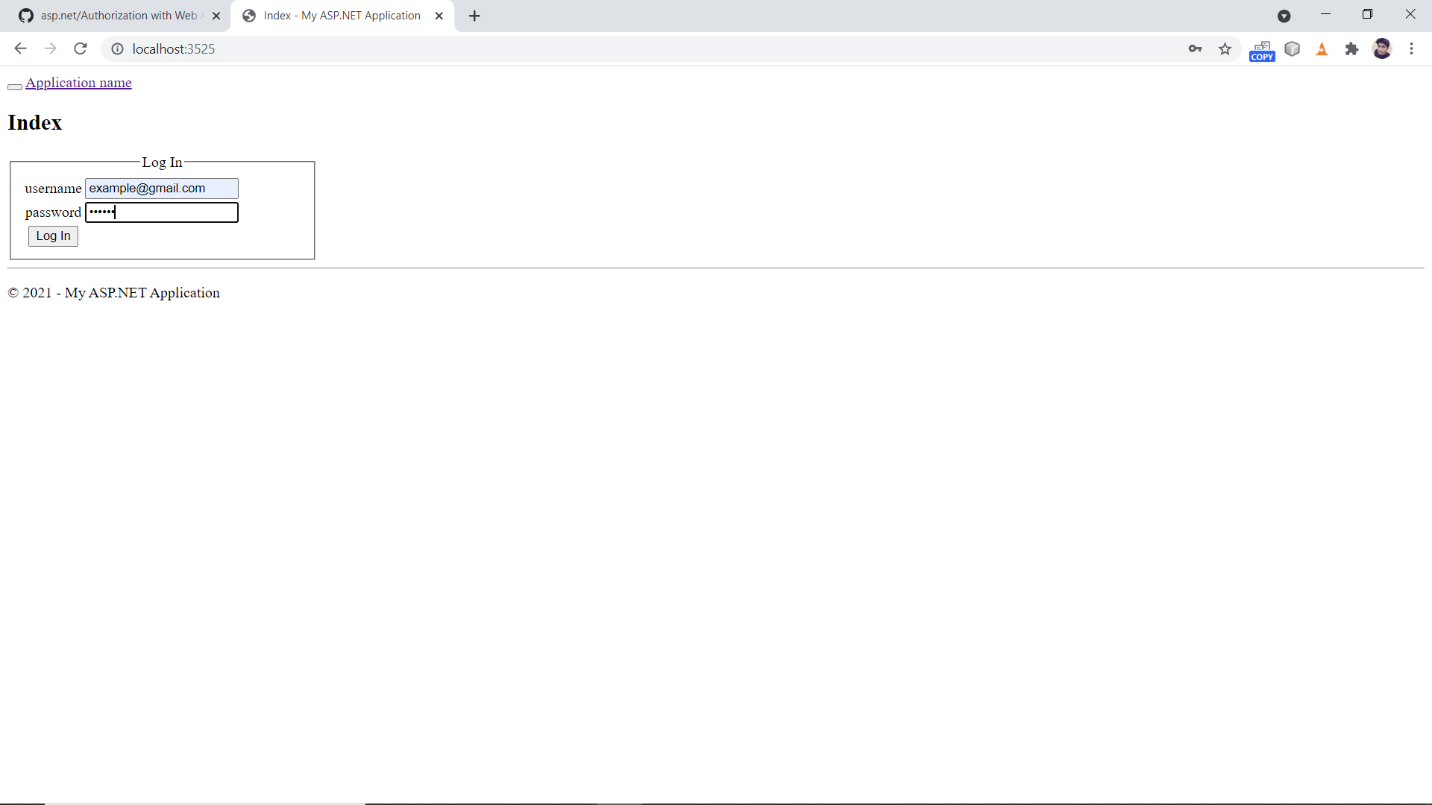 asp.net/Authorization with Web
Index - My ASP.NET Application
localhost:3525
COPY
Application name
Index
Log In
username example@gmail.com
password ••••••
Log In
© 2021 - My ASP.NET Application